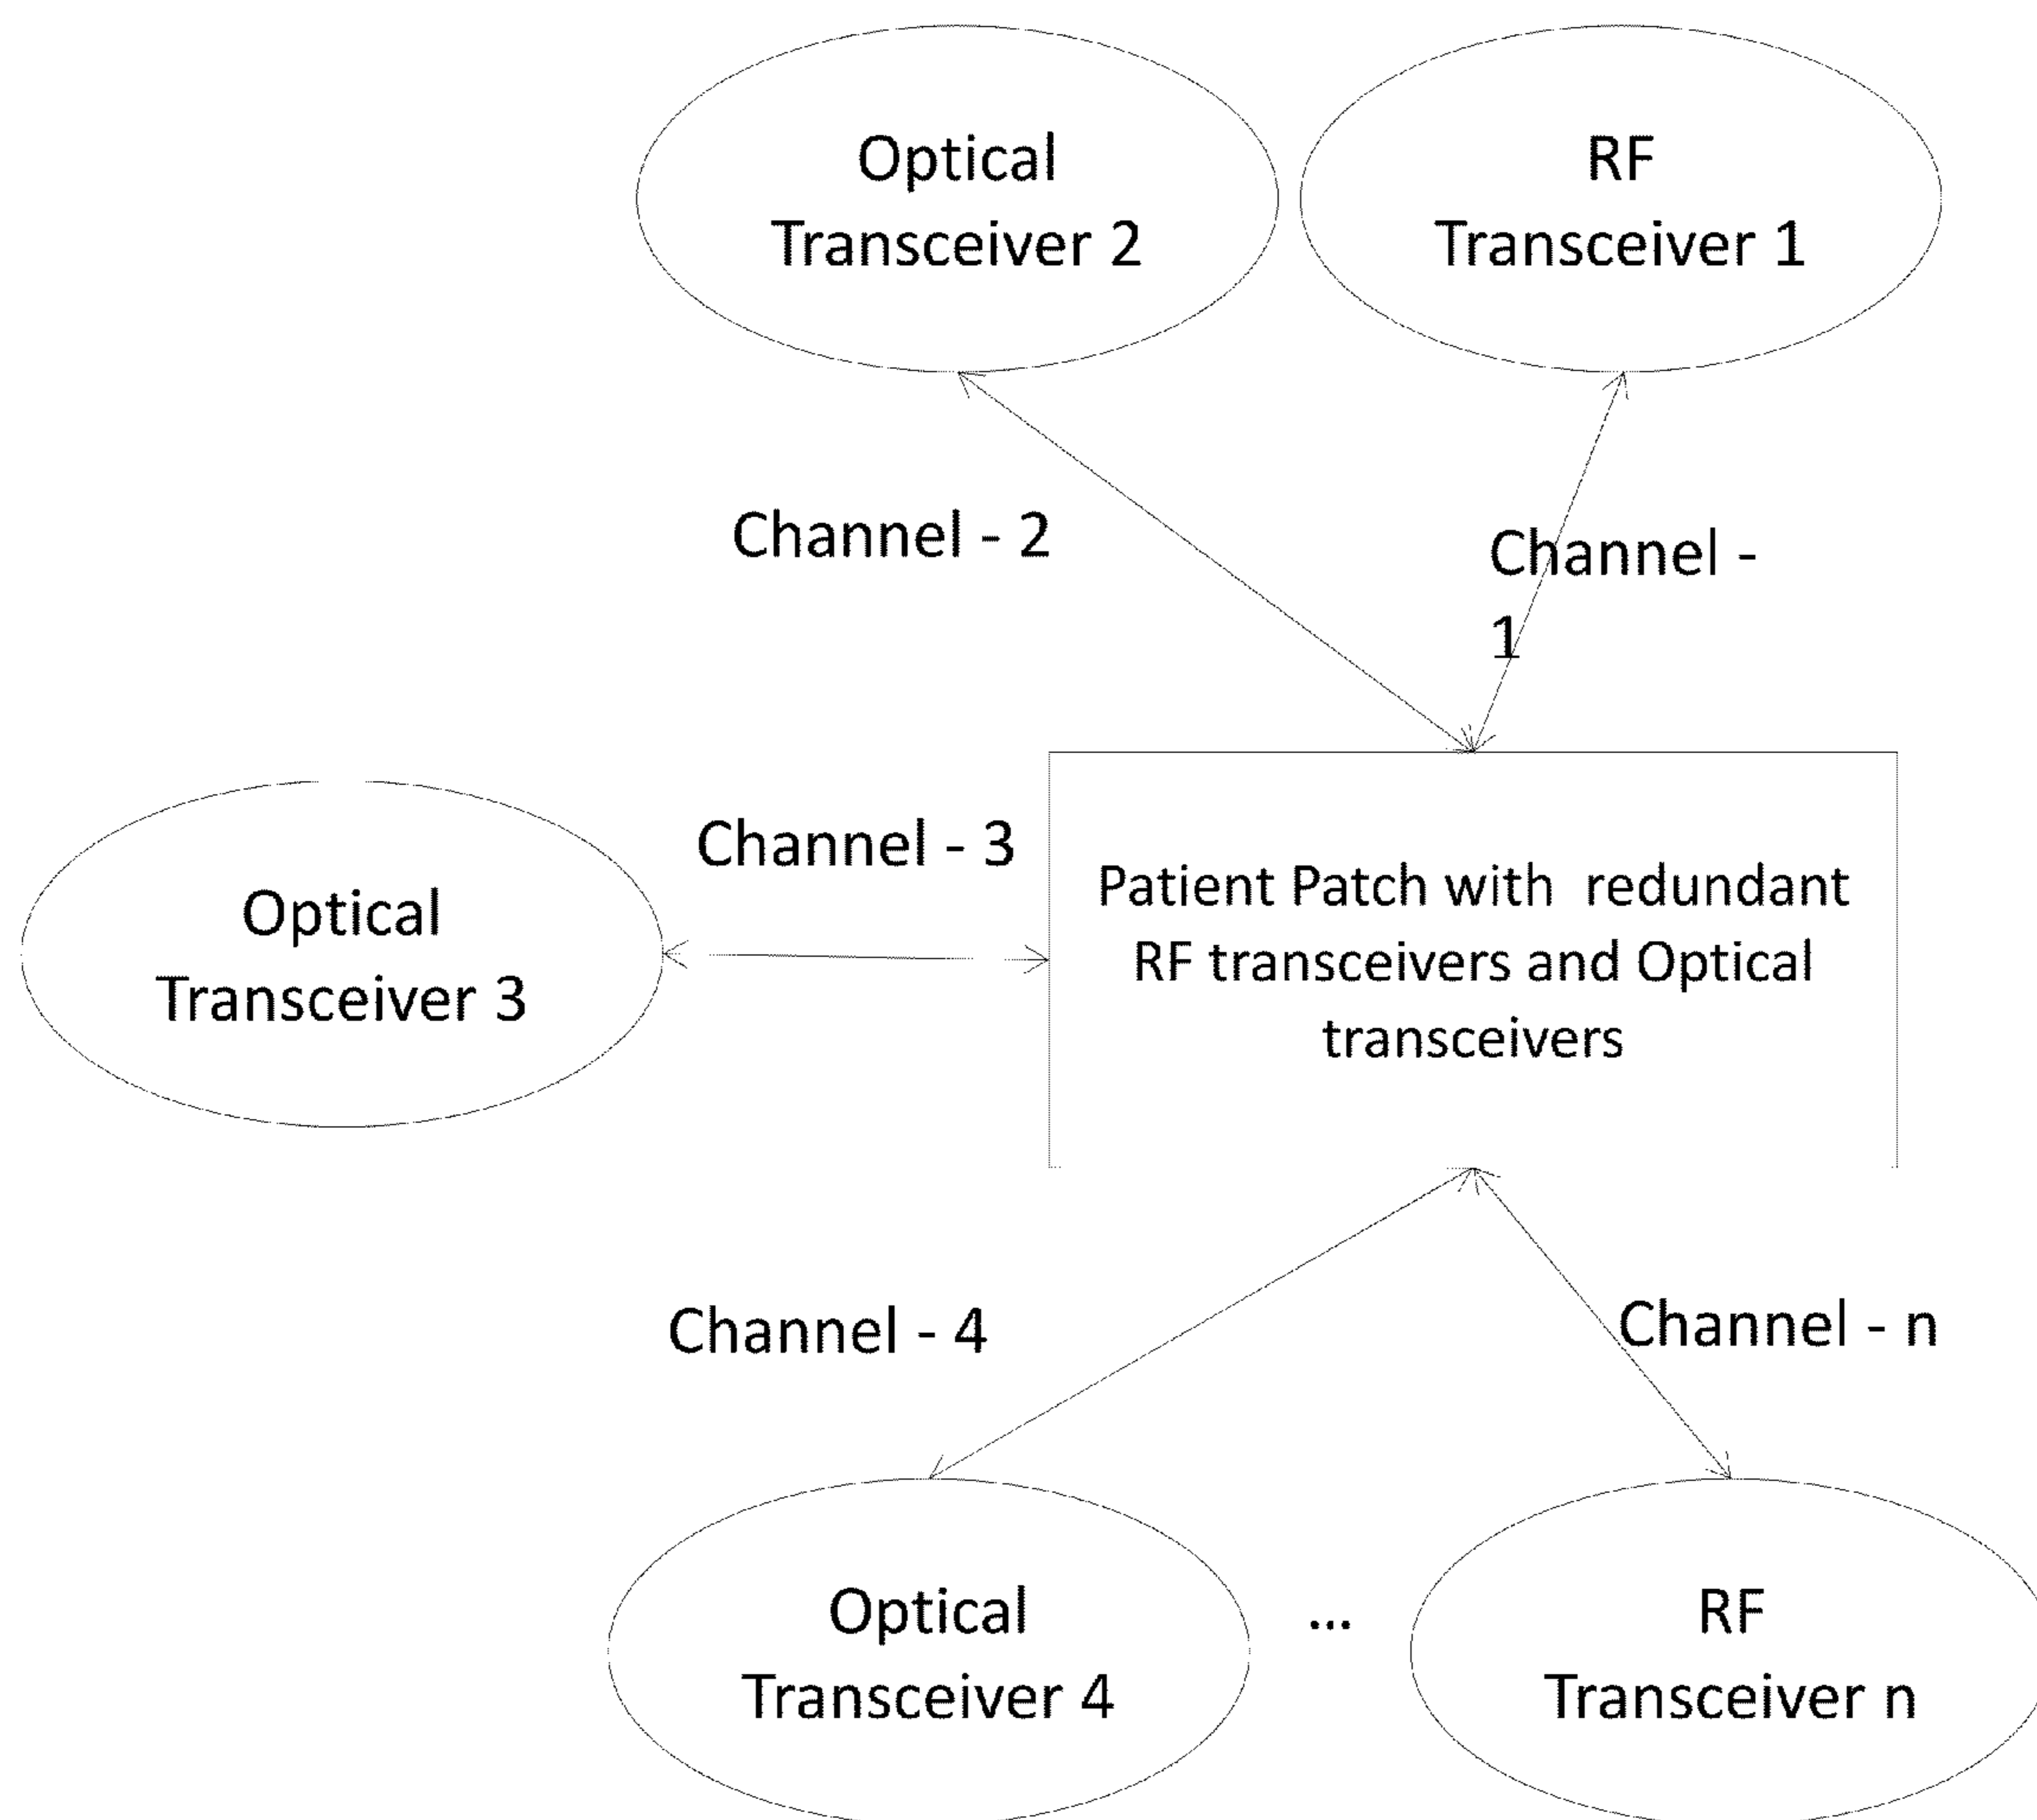 Optical
Transceiver 2
RF
Transceiver 1
Channel - 2
Channel -
1
Channel - 3
Optical
Transceiver 3
Patient Patch with redundant
RF transceivers and Optical
transceivers
Channel - 4
Channel - n
Optical
Transceiver 4
...
RF
Transceiver n